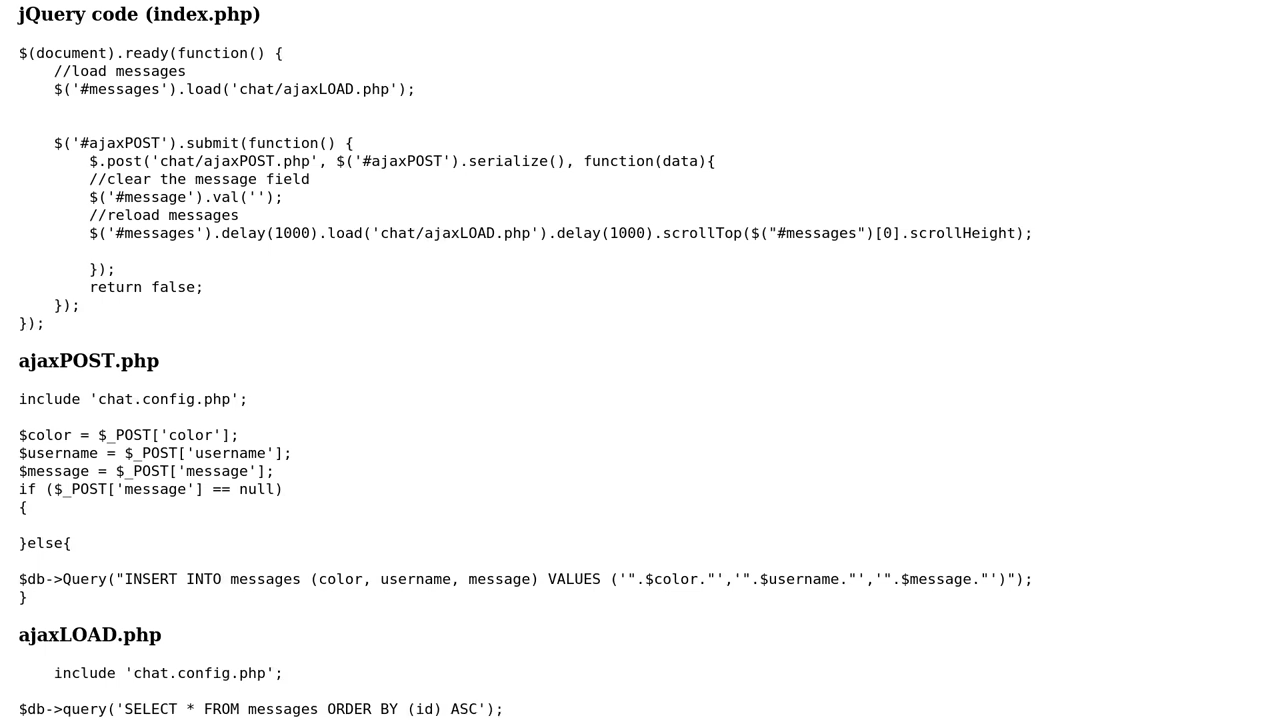 jQuery code (index.php)
$(document).ready(function() {
    //load messages
    $('#messages').load('chat/ajaxLOAD.php');
    $('#ajaxPOST').submit(function() {
        $.post('chat/ajaxPOST.php', $('#ajaxPOST').serialize(), function(data){
        //clear the message field
        $('#message').val('');
        //reload messages
        $('#messages').delay(1000).load('chat/ajaxLOAD.php').delay(1000).scrollTop($("#messages")[0].scrollHeight);
        });
        return false;
    });
});
ajaxPOST.php
include 'chat.config.php';
$color = $_POST['color'];
$username = $_POST['username'];
$message = $_POST['message'];
if ($_POST['message'] == null)
{
}else{
$db->Query("INSERT INTO messages (color, username, message) VALUES ('".$color."','".$username."','".$message."')");
}
ajaxLOAD.php
    include 'chat.config.php';
$db->query('SELECT * FROM messages ORDER BY (id) ASC');